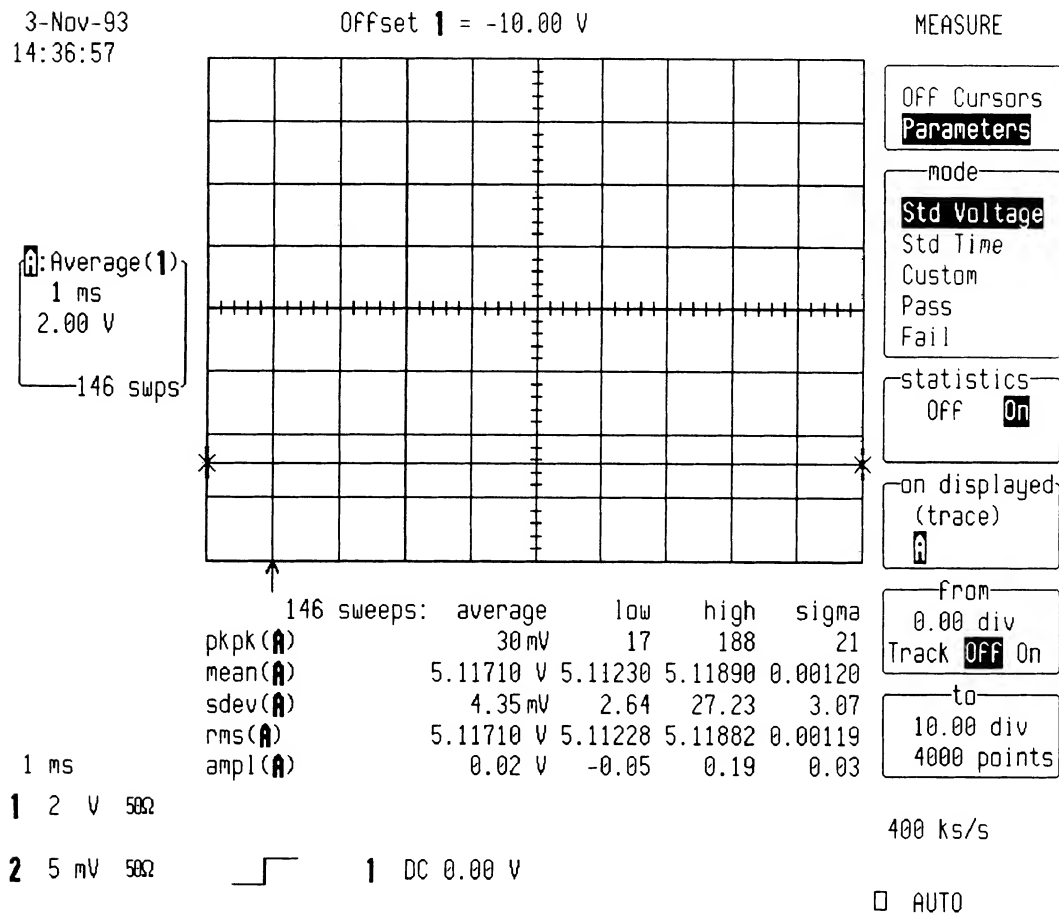 3-Nov-93
14:36:57
Offset 1 = -10.00 V
MEASURE
Off Cursors
Parameters
mode
Std Voltage
Std Time
Custom
Pass
Fail
A:Average(1)
1 ms
2.00 V
146 swps
statistics
Off On
on displayed
(trace)
A
from
0.00 div
Track Off On
to
10.00 div
4000 points
146 sweeps: average low high sigma
pkpk(A) 30 mV 17 188 21
mean(A) 5.11710 V 5.11230 5.11890 0.00120
sdev(A) 4.35 mV 2.64 27.23 3.07
rms(A) 5.11710 V 5.11228 5.11882 0.00119
ampl(A) 0.02 V -0.05 0.19 0.03
1 ms
1 2 V 50Ω
2 5 mV 50Ω
1 DC 0.00 V
400 ks/s
AUTO